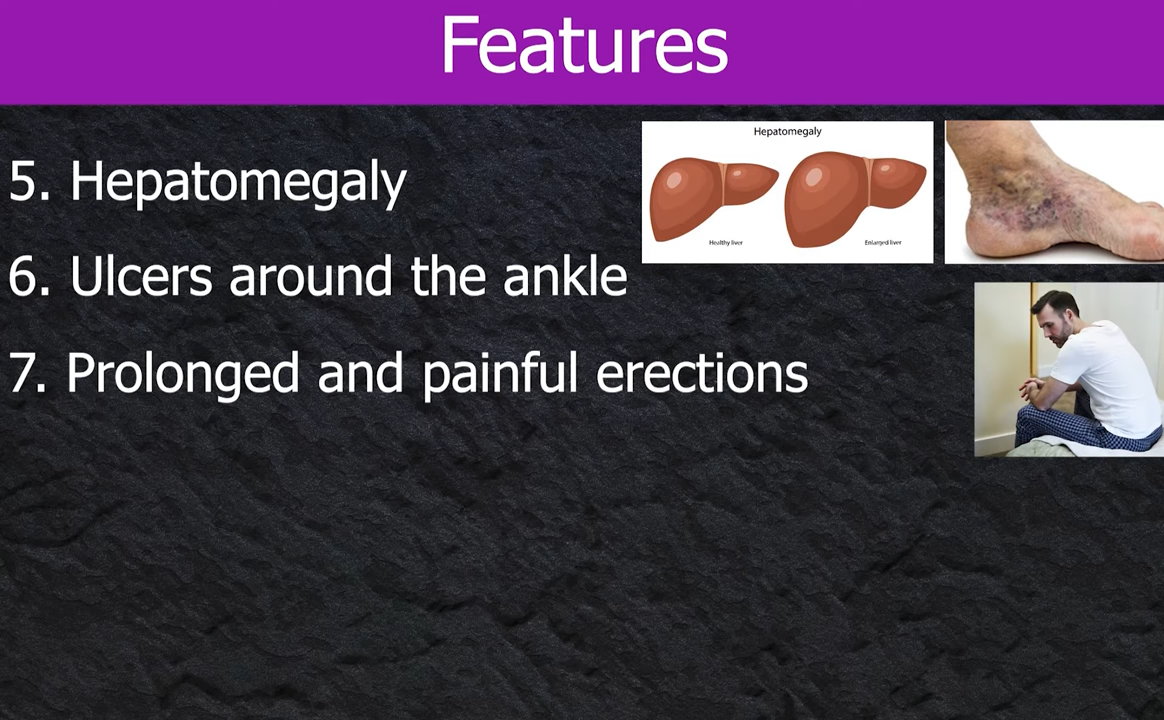 Features
5. Hepatomegaly
6. Ulcers around the ankle
7. Prolonged and painful erections
Hepatomegaly
Healthy liver
Enlarged liver